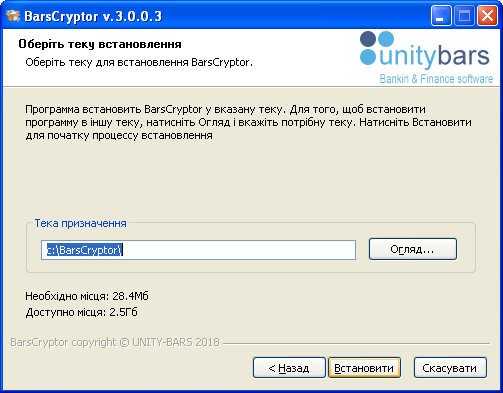 BarsCryptor v.3.0.0.3
Оберіть теку встановлення
Оберіть теку для встановлення BarsCryptor.
unitybars
Bankin & Finance software
Програма встановить BarsCryptor у вказану теку. Для того, щоб встановити
программу в іншу теку, натисніть Огляд і вкажіть потрібну теку. Натисніть Встановити
для початку процессу встановлення
Тека призначення
c:\BarsCryptor\
Огляд...
Необхідно місця: 28.4Мб
Доступно місця: 2.5Гб
BarsCryptor copyright © UNITY-BARS 2018
< Назад
Встановити
Скасувати